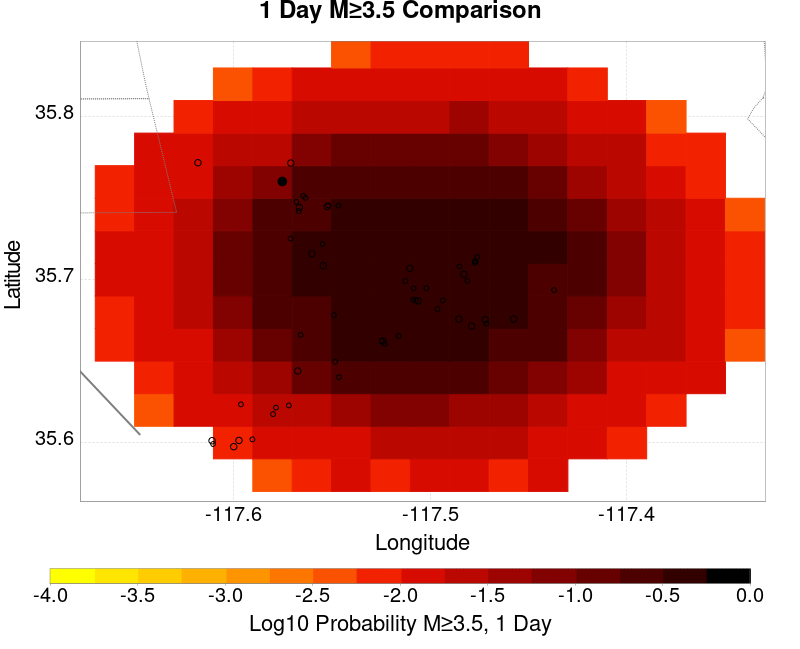 1 Day M≥3.5 Comparison
35.8
35.7
35.6
Latitude
-117.6 -117.5 -117.4
Longitude
-4.0 -3.5 -3.0 -2.5 -2.0 -1.5 -1.0 -0.5 0.0
Log10 Probability M≥3.5, 1 Day